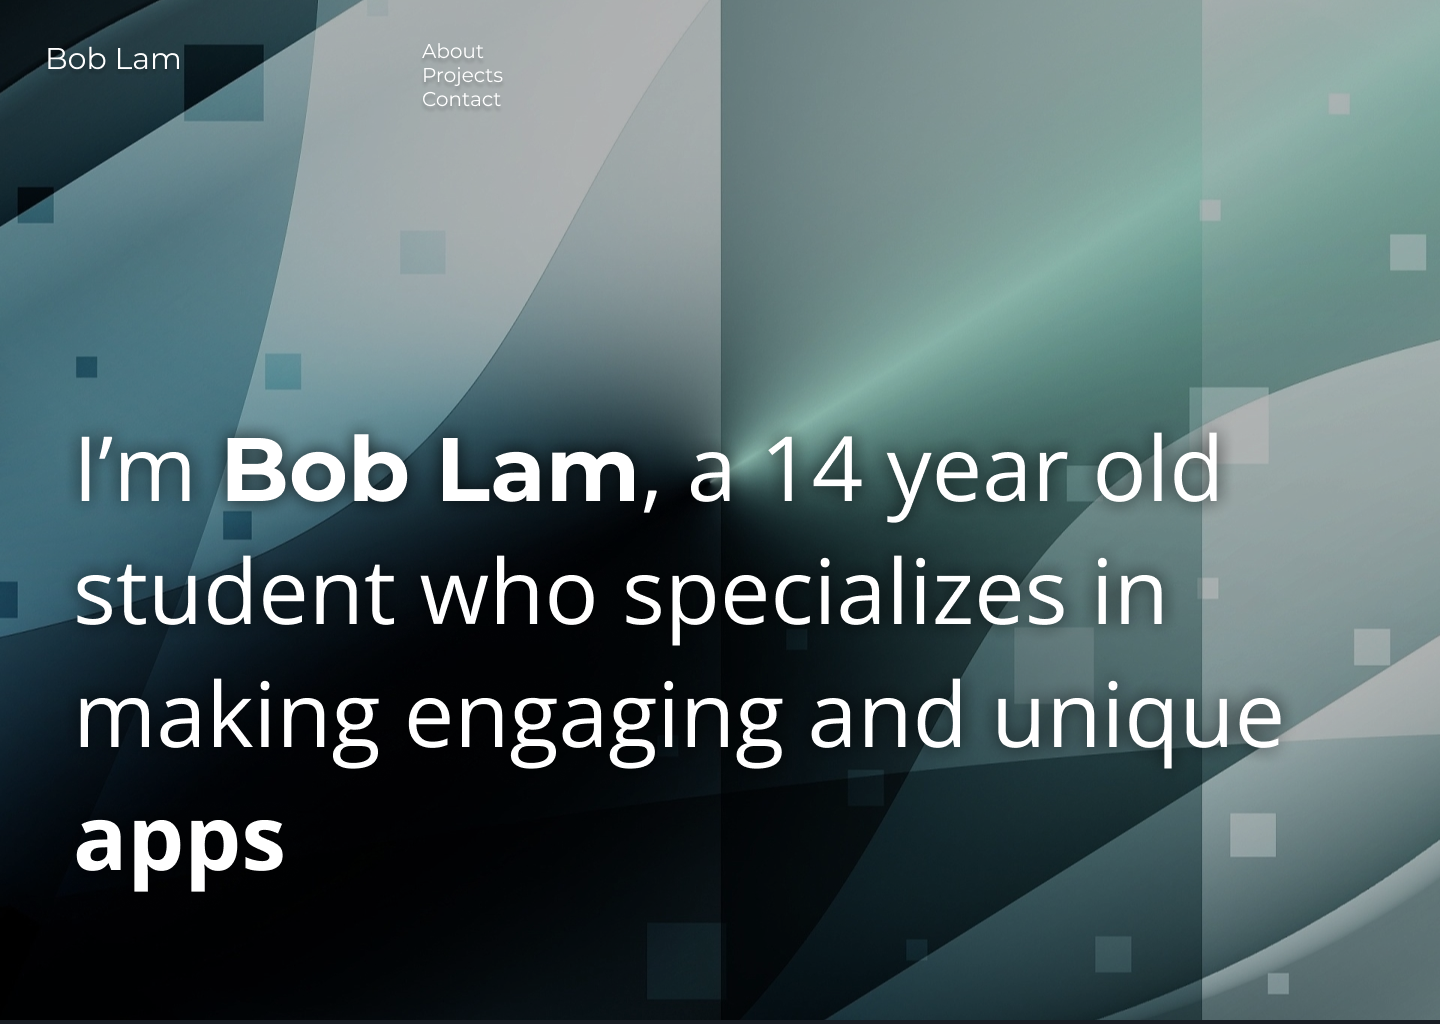 Bob Lam
About
Projects
Contact
I’m Bob Lam, a 14 year old
student who specializes in
making engaging and unique
apps